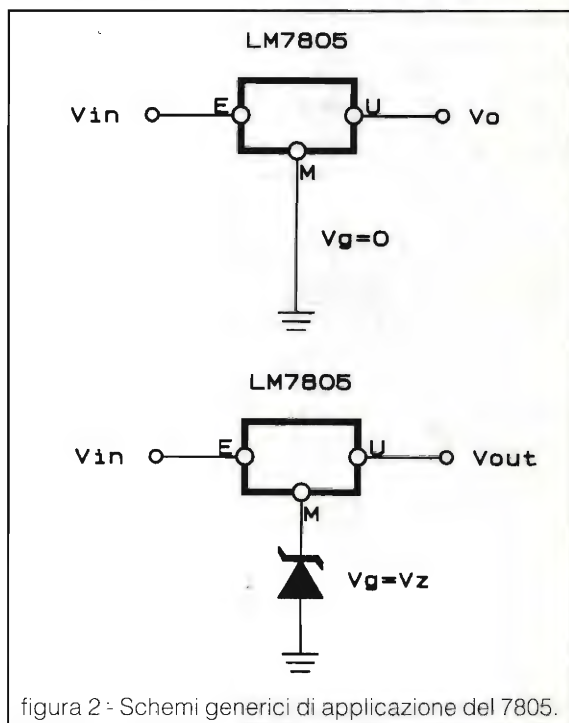 LM7805
Vin E U Vo
M
Vg=0
LM7805
Vin E U Vout
M
Vg=Vz
figura 2 - Schemi generici di applicazione del 7805.